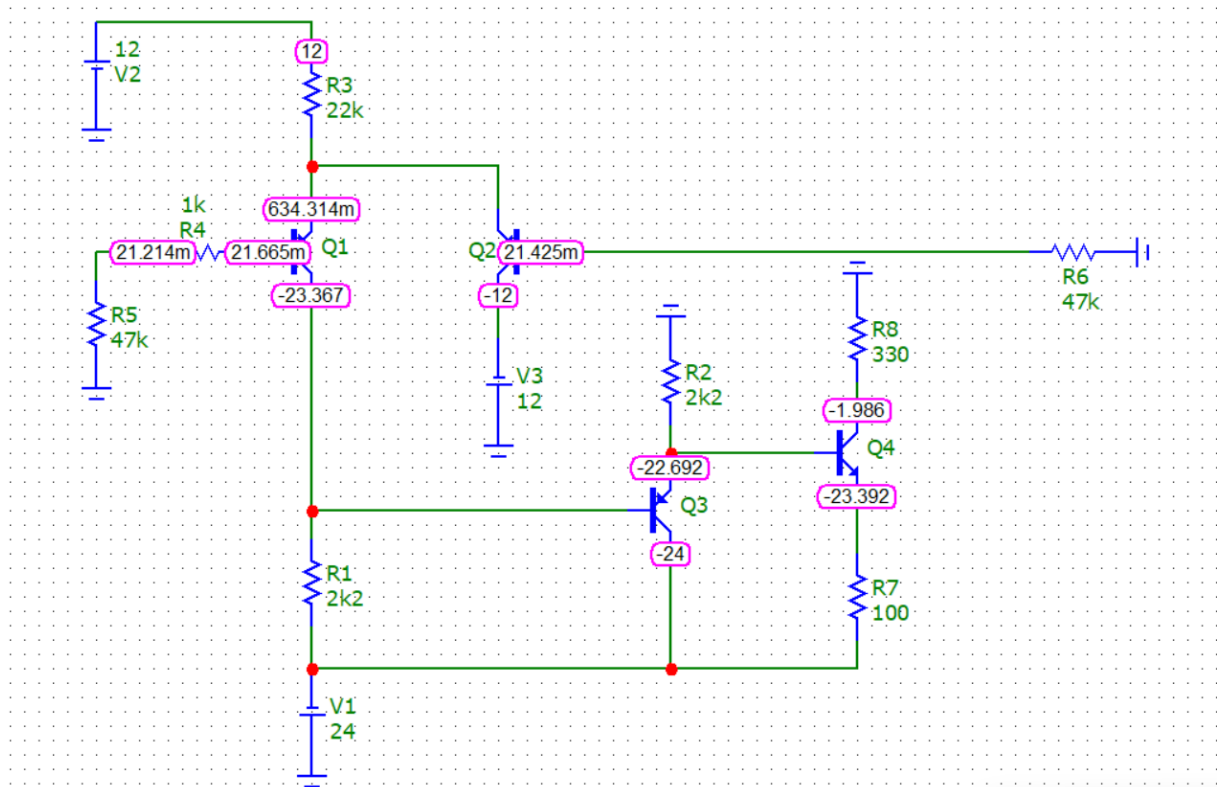 12
V2
12
R3
22k
634.314m
1k
R4
21.214m
21.665m
Q1
Q2
21.425m
-23.367
-12
R5
47k
R6
47k
V3
12
R2
2k2
R8
330
-1.986
Q4
-22.692
-23.392
Q3
-24
R1
2k2
R7
100
V1
24